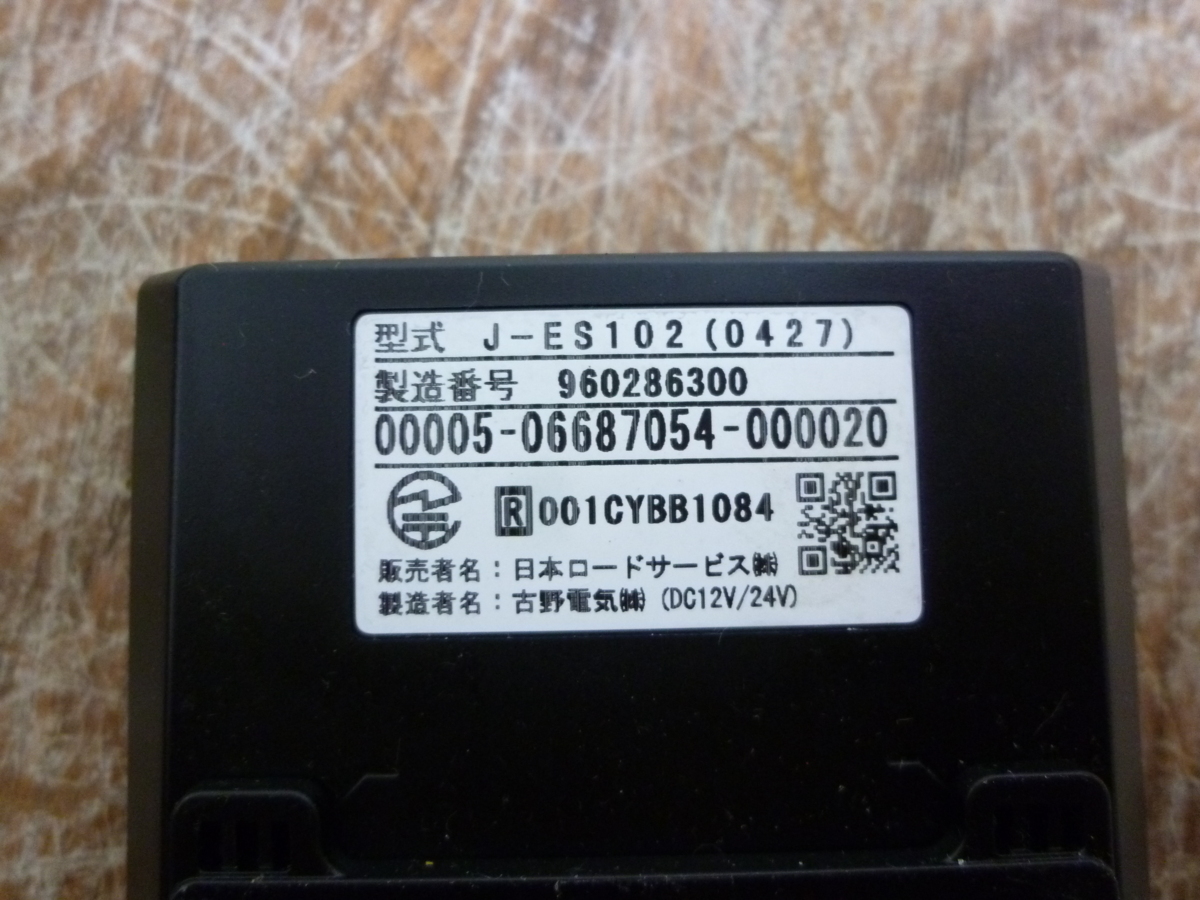 型式 J-ES102(0427)
製造番号 960286300
00005-06687054-000020
R 001CYBB1084
販売者名：日本ロードサービス㈱
製造者名：古野電気㈱ (DC12V/24V)